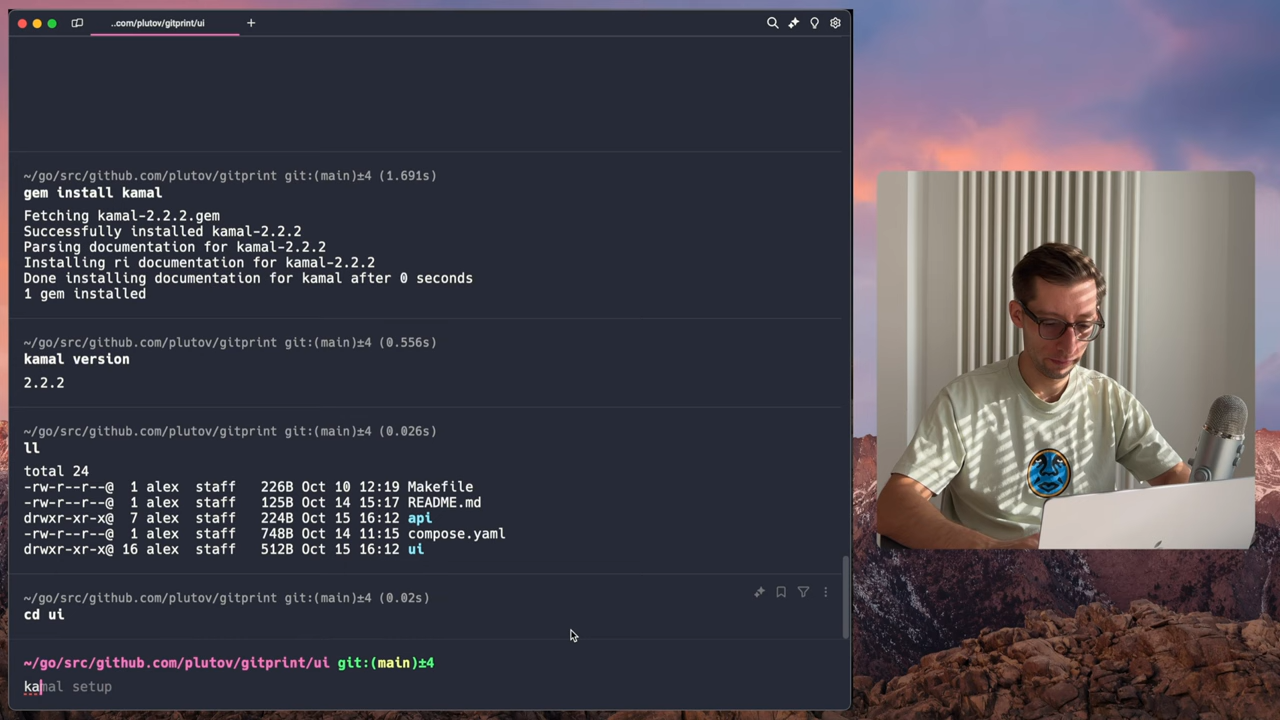 ..com/plutov/gitprint/ui
~/go/src/github.com/plutov/gitprint git:(main)±4 (1.691s)
gem install kamal
Fetching kamal-2.2.2.gem
Successfully installed kamal-2.2.2
Parsing documentation for kamal-2.2.2
Installing ri documentation for kamal-2.2.2
Done installing documentation for kamal after 0 seconds
1 gem installed
~/go/src/github.com/plutov/gitprint git:(main)±4 (0.556s)
kamal version
2.2.2
~/go/src/github.com/plutov/gitprint git:(main)±4 (0.026s)
ll
total 24
-rw-r--r--@  1 alex  staff   226B Oct 10 12:19 Makefile
-rw-r--r--@  1 alex  staff   125B Oct 14 15:17 README.md
drwxr-xr-x@  7 alex  staff   224B Oct 15 16:12 api
-rw-r--r--@  1 alex  staff   748B Oct 14 11:15 compose.yaml
drwxr-xr-x@ 16 alex  staff   512B Oct 15 16:12 ui
~/go/src/github.com/plutov/gitprint git:(main)±4 (0.02s)
cd ui
~/go/src/github.com/plutov/gitprint/ui git:(main)±4
kamal setup